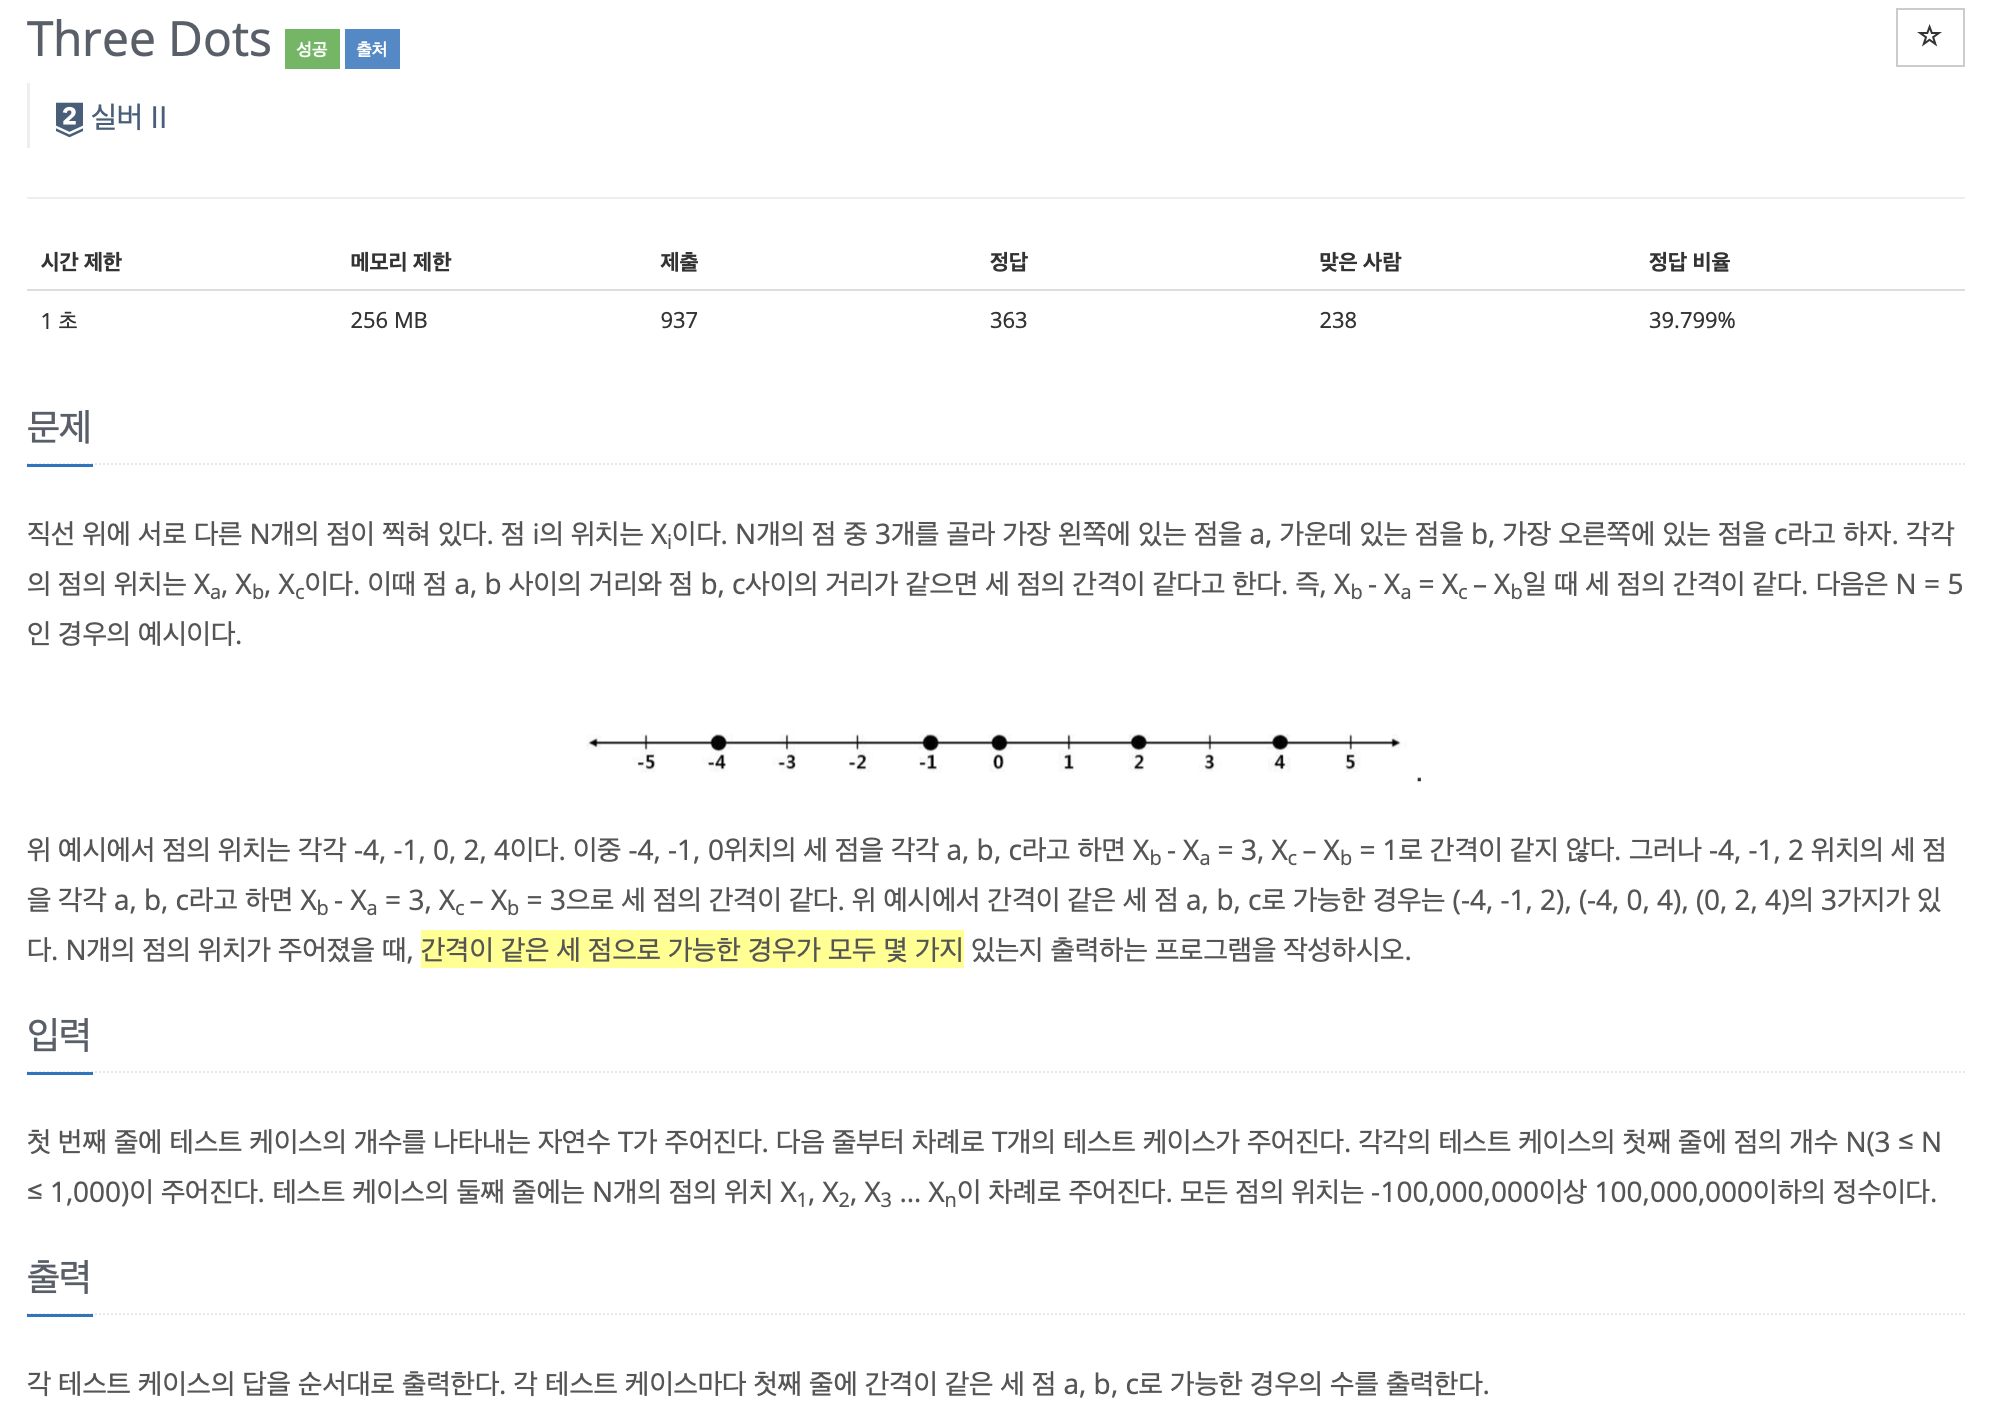 Three Dots 성공 출처
2 실버 II
시간 제한 메모리 제한 제출 정답 맞은 사람 정답 비율
1 초 256 MB 937 363 238 39.799%
문제
직선 위에 서로 다른 N개의 점이 찍혀 있다. 점 i의 위치는 Xi이다. N개의 점 중 3개를 골라 가장 왼쪽에 있는 점을 a, 가운데 있는 점을 b, 가장 오른쪽에 있는 점을 c라고 하자. 각각
의 점의 위치는 Xa, Xb, Xc이다. 이때 점 a, b 사이의 거리와 점 b, c사이의 거리가 같으면 세 점의 간격이 같다고 한다. 즉, Xb - Xa = Xc – Xb일 때 세 점의 간격이 같다. 다음은 N = 5
인 경우의 예시이다.
-5 -4 -3 -2 -1 0 1 2 3 4 5 .
위 예시에서 점의 위치는 각각 -4, -1, 0, 2, 4이다. 이중 -4, -1, 0위치의 세 점을 각각 a, b, c라고 하면 Xb - Xa = 3, Xc – Xb = 1로 간격이 같지 않다. 그러나 -4, -1, 2 위치의 세 점
을 각각 a, b, c라고 하면 Xb - Xa = 3, Xc – Xb = 3으로 세 점의 간격이 같다. 위 예시에서 간격이 같은 세 점 a, b, c로 가능한 경우는 (-4, -1, 2), (-4, 0, 4), (0, 2, 4)의 3가지가 있
다. N개의 점의 위치가 주어졌을 때, 간격이 같은 세 점으로 가능한 경우가 모두 몇 가지 있는지 출력하는 프로그램을 작성하시오.
입력
첫 번째 줄에 테스트 케이스의 개수를 나타내는 자연수 T가 주어진다. 다음 줄부터 차례로 T개의 테스트 케이스가 주어진다. 각각의 테스트 케이스의 첫째 줄에 점의 개수 N(3 ≤ N
≤ 1,000)이 주어진다. 테스트 케이스의 둘째 줄에는 N개의 점의 위치 X1, X2, X3 ... Xn이 차례로 주어진다. 모든 점의 위치는 -100,000,000이상 100,000,000이하의 정수이다.
출력
각 테스트 케이스의 답을 순서대로 출력한다. 각 테스트 케이스마다 첫째 줄에 간격이 같은 세 점 a, b, c로 가능한 경우의 수를 출력한다.